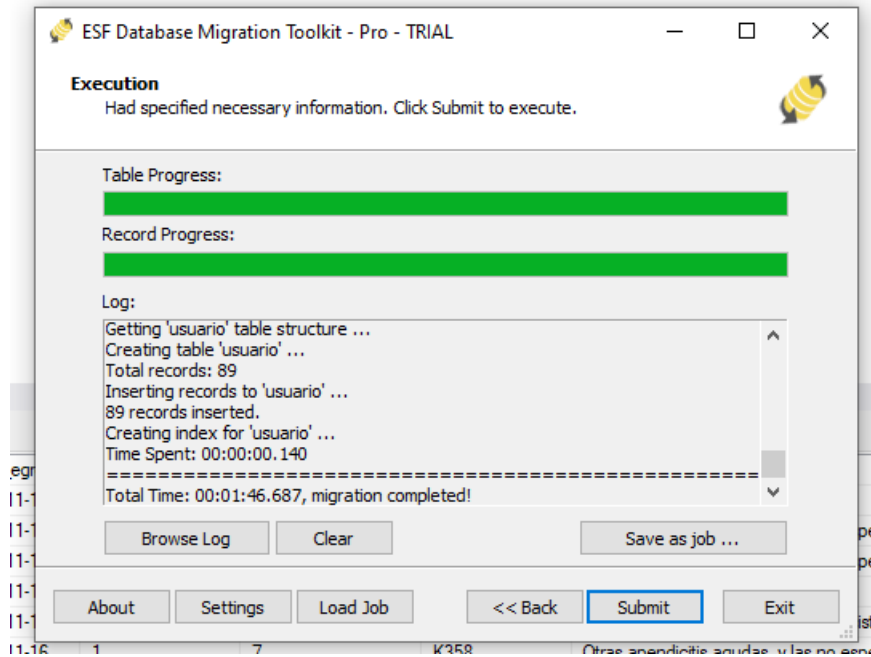 ESF Database Migration Toolkit - Pro - TRIAL
Execution
Had specified necessary information. Click Submit to execute.
Table Progress:
Record Progress:
Log:
Getting 'usuario' table structure ...
Creating table 'usuario' ...
Total records: 89
Inserting records to 'usuario' ...
89 records inserted.
Creating index for 'usuario' ...
Time Spent: 00:00:00.140
========================================================
Total Time: 00:01:46.687, migration completed!
Browse Log Clear Save as job ...
About Settings Load Job << Back Submit Exit
11-16 1 7 K358 Otras apendicitis agudas, y las no espe